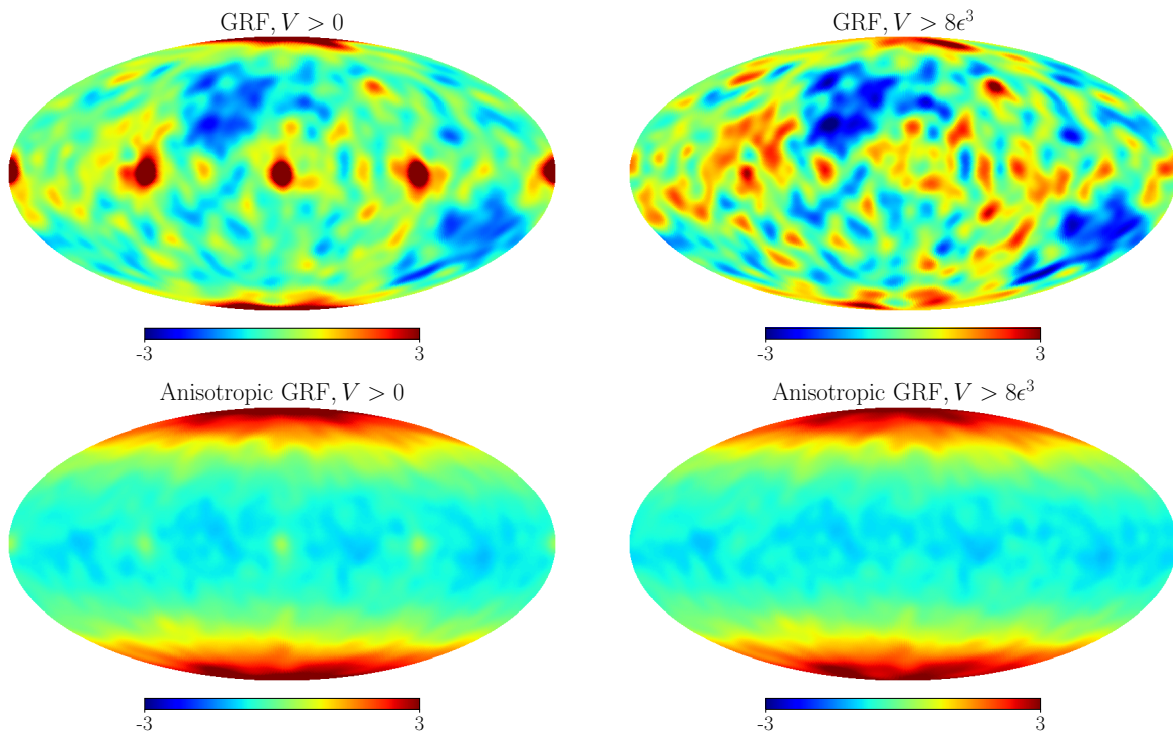 GRF, V > 0
GRF, V > 8ϵ³
-3 3
-3 3
Anisotropic GRF, V > 0
Anisotropic GRF, V > 8ϵ³
-3 3
-3 3